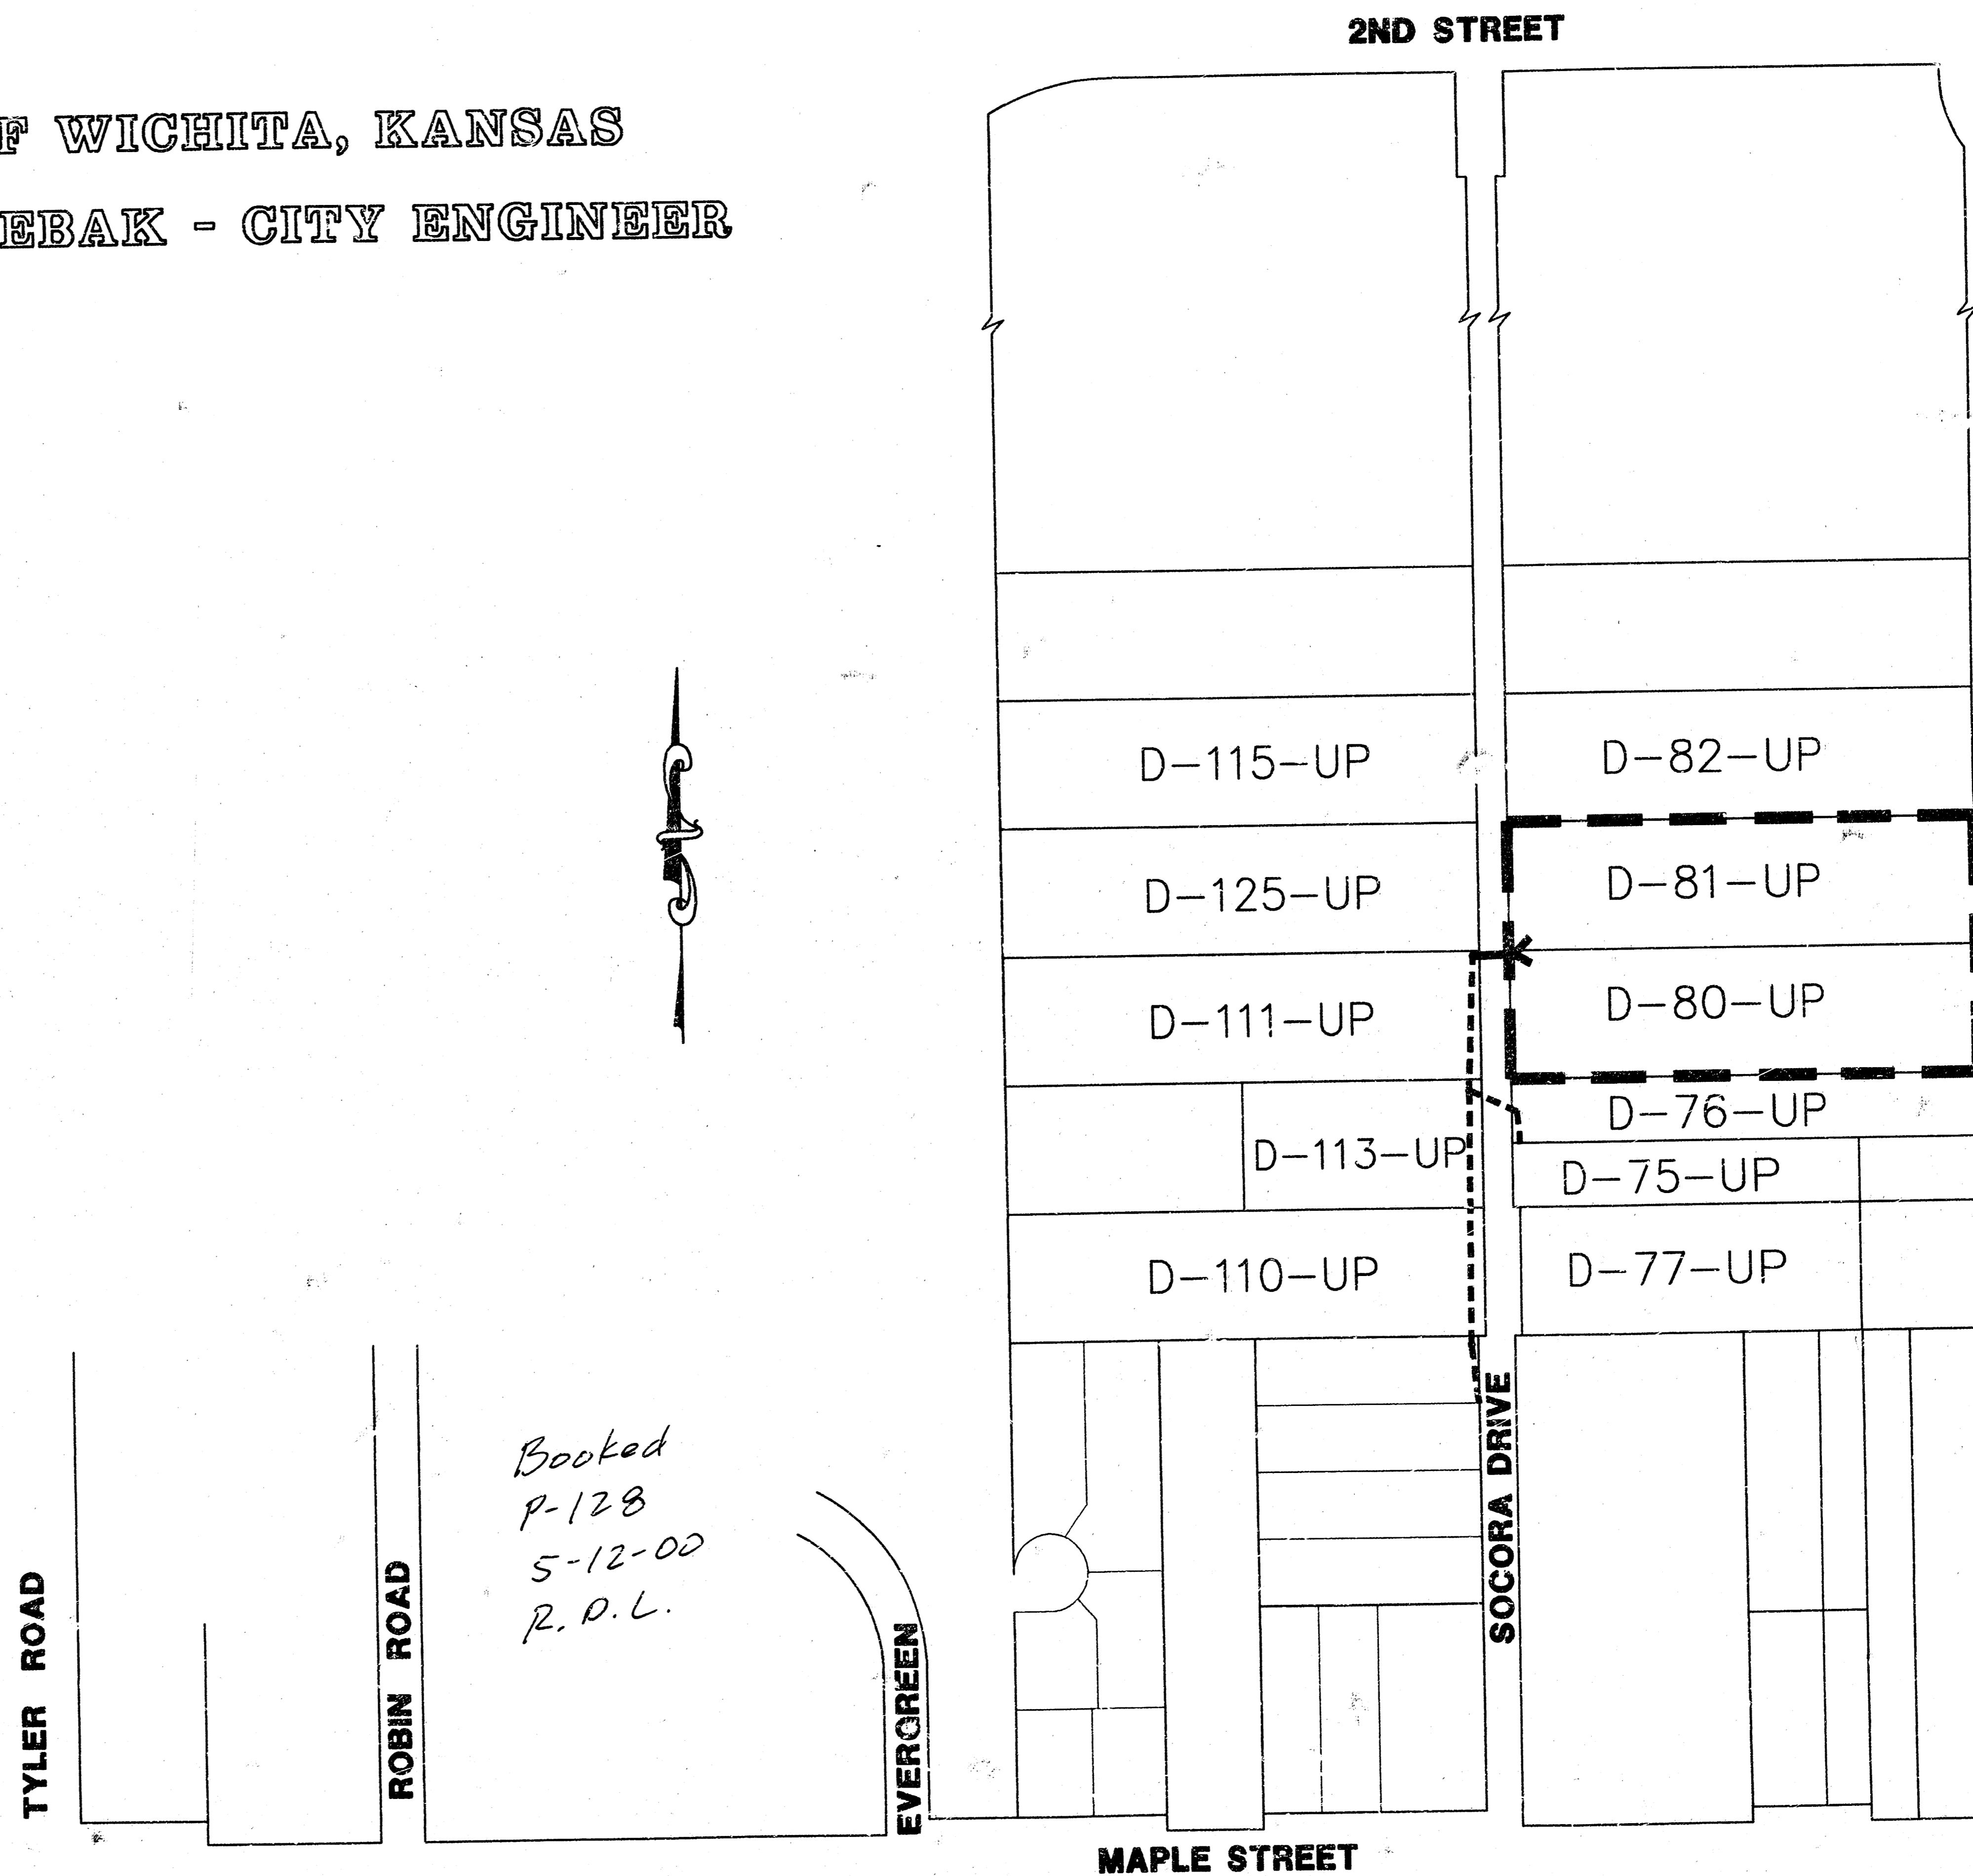 2ND STREET
F WICHITA, KANSAS
EBAK - CITY ENGINEER
D-115-UP
D-82-UP
D-125-UP
D-81-UP
D-111-UP
D-80-UP
D-76-UP
D-113-UP
D-75-UP
D-110-UP
D-77-UP
Booked
P-128
5-12-00
R.D.L.
TYLER ROAD
ROBIN ROAD
EVERGREEN
SOCORA DRIVE
MAPLE STREET